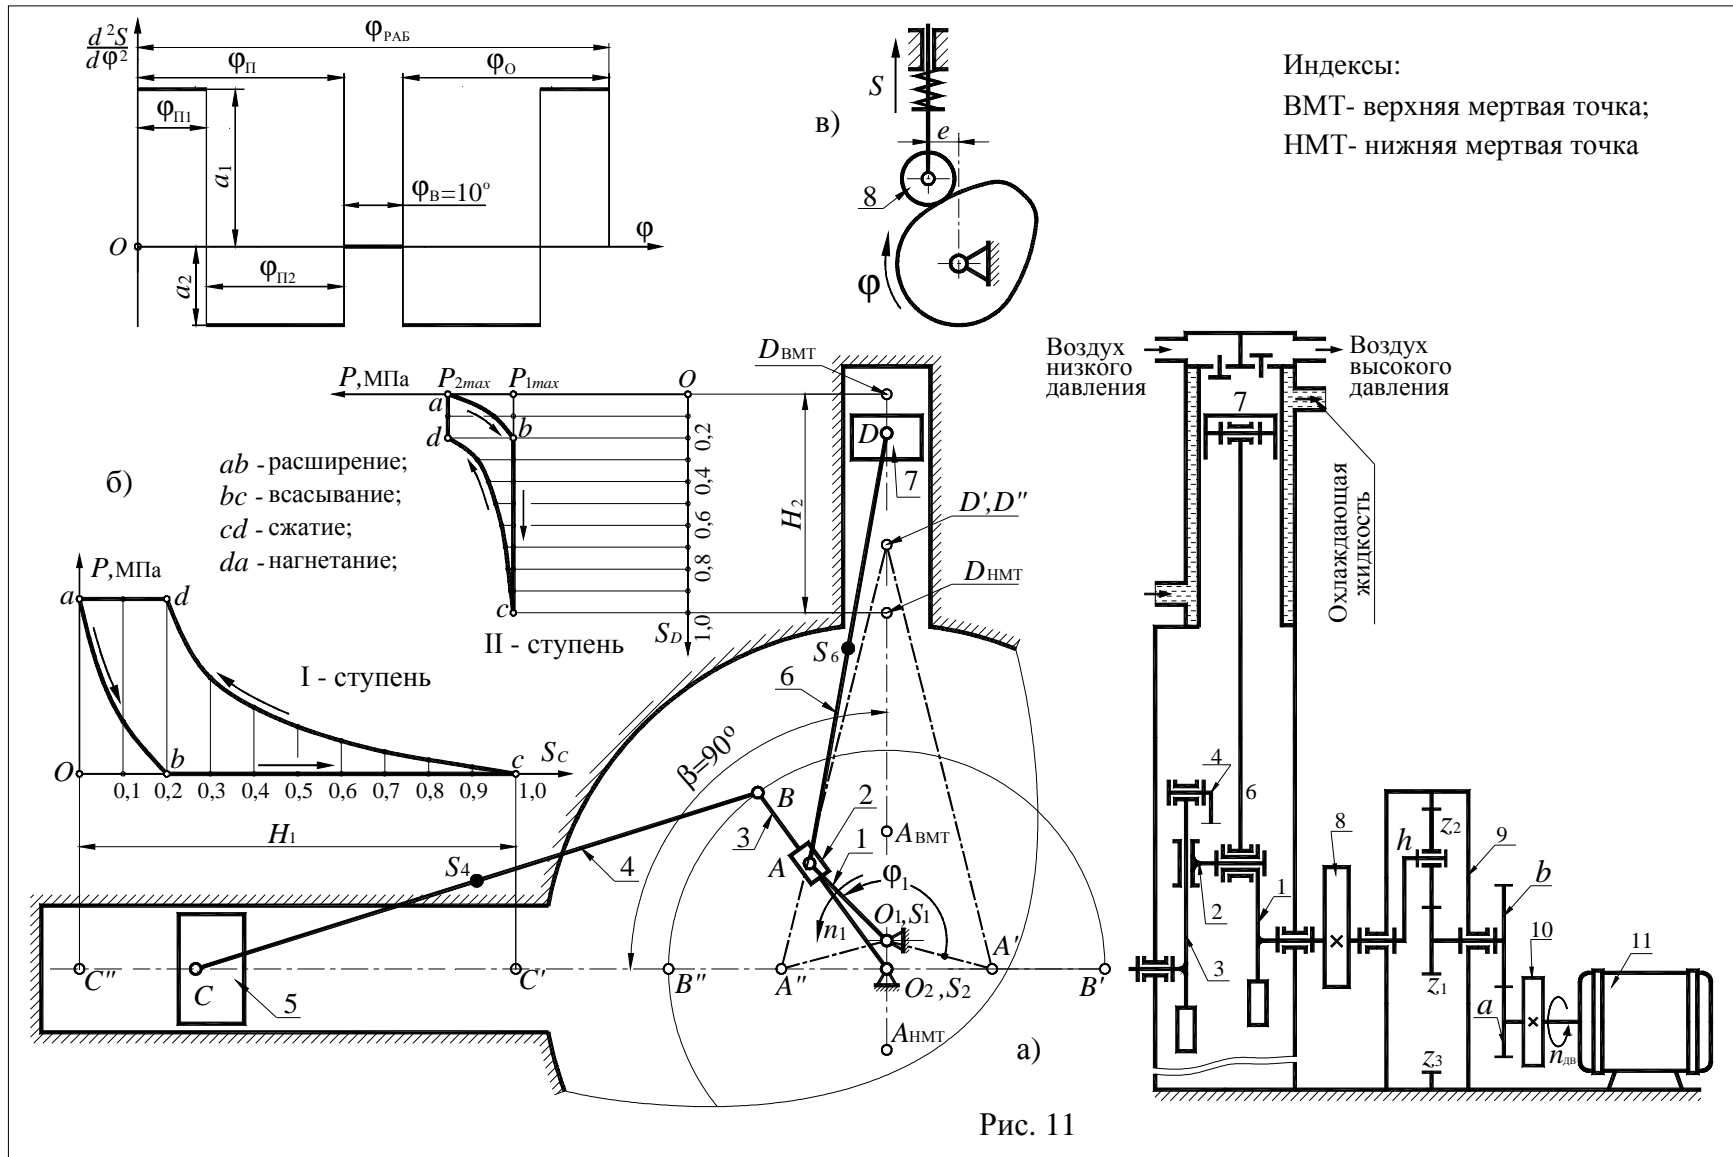 d²S
dφ²
φРАБ
φП
φО
φП1
a1
φВ=10°
O
φ
a2
φП2
S
в)
e
8
φ
Индексы:
ВМТ- верхняя мертвая точка;
НМТ- нижняя мертвая точка
DВМТ
P,МПа
P2max
P1max
O
a
b
d
0,2
0,4
0,6
0,8
1,0
c
SD
II - ступень
H2
D
7
D′,D″
DНМТ
ab - расширение;
bc - всасывание;
cd - сжатие;
da - нагнетание;
б)
P,МПа
a
d
I - ступень
O
b
c
SC
0,1
0,2
0,3
0,4
0,5
0,6
0,7
0,8
0,9
1,0
H1
S6
6
β=90°
B
2
1
3
4
A
AВМТ
φ1
n1
O1,S1
S4
C″
C
5
C′
B″
A″
O2,S2
A′
B′
AНМТ
а)
Воздух
низкого
давления
Воздух
высокого
давления
7
Охлаждающая
жидкость
4
6
8
h
z2
9
b
2
1
3
10
11
z1
a
nдв
z3
Рис. 11